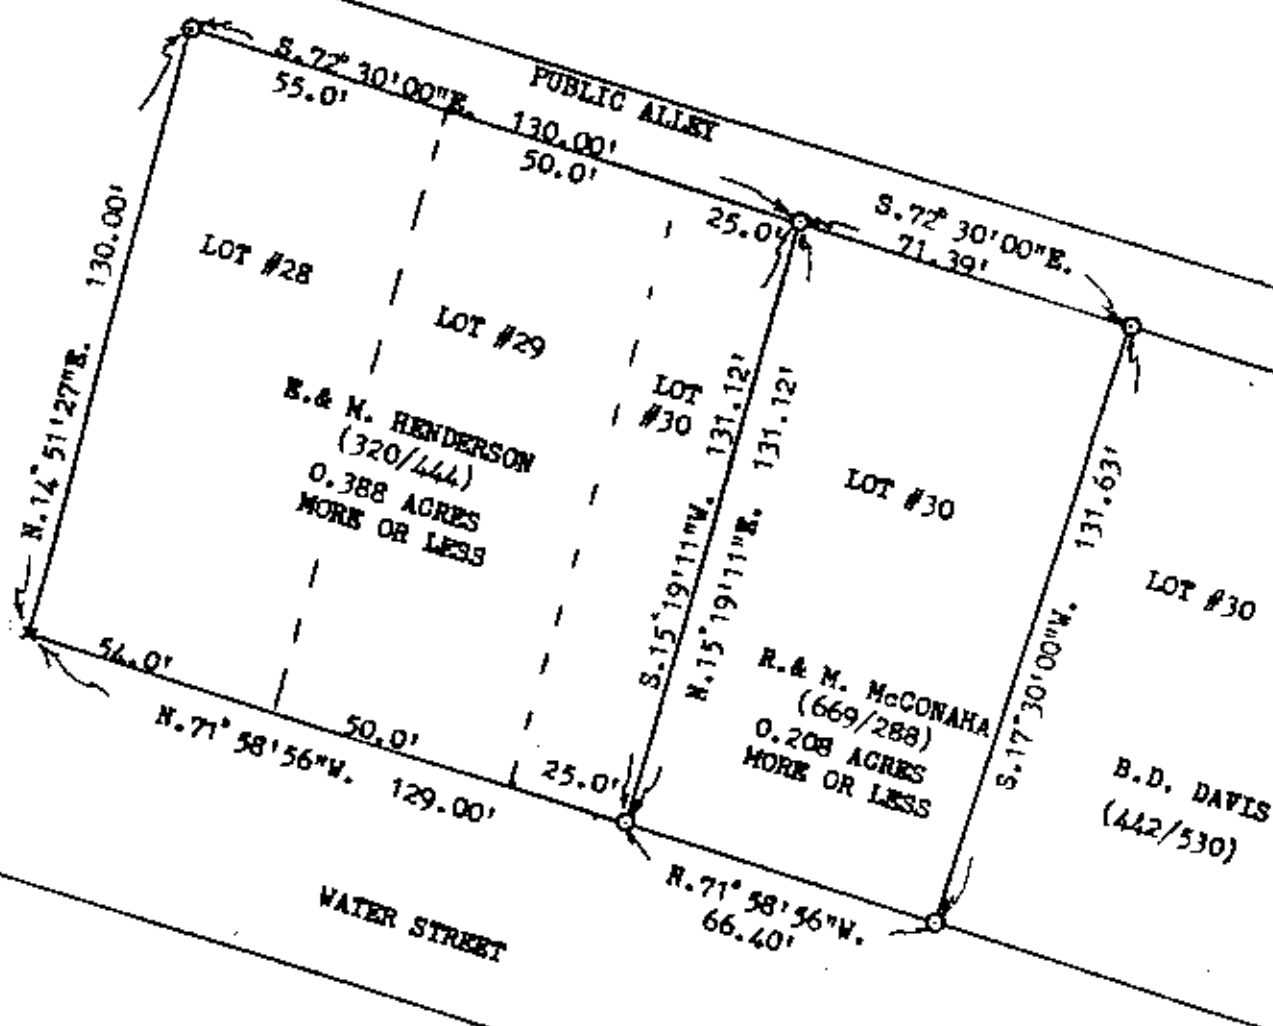 S.72°30'00"E. 130.00'
PUBLIC ALLEY
55.0'
50.0'
25.0'
S.72°30'00"E.
71.39'
N.14°51'27"E. 130.00'
LOT #28
LOT #29
LOT
#30
E.& M. HENDERSON
(320/444)
0.388 ACRES
MORE OR LESS
S.15°19'11"W. 131.12'
N.15°19'11"E. 131.12'
LOT #30
R.& M. McCONAHA
(669/288)
0.208 ACRES
MORE OR LESS
S.17°30'00"W. 131.63'
LOT #30
B.D. DAVIS
(442/530)
54.0'
50.0'
25.0'
N.71°58'56"W. 129.00'
N.71°58'56"W.
66.40'
WATER STREET